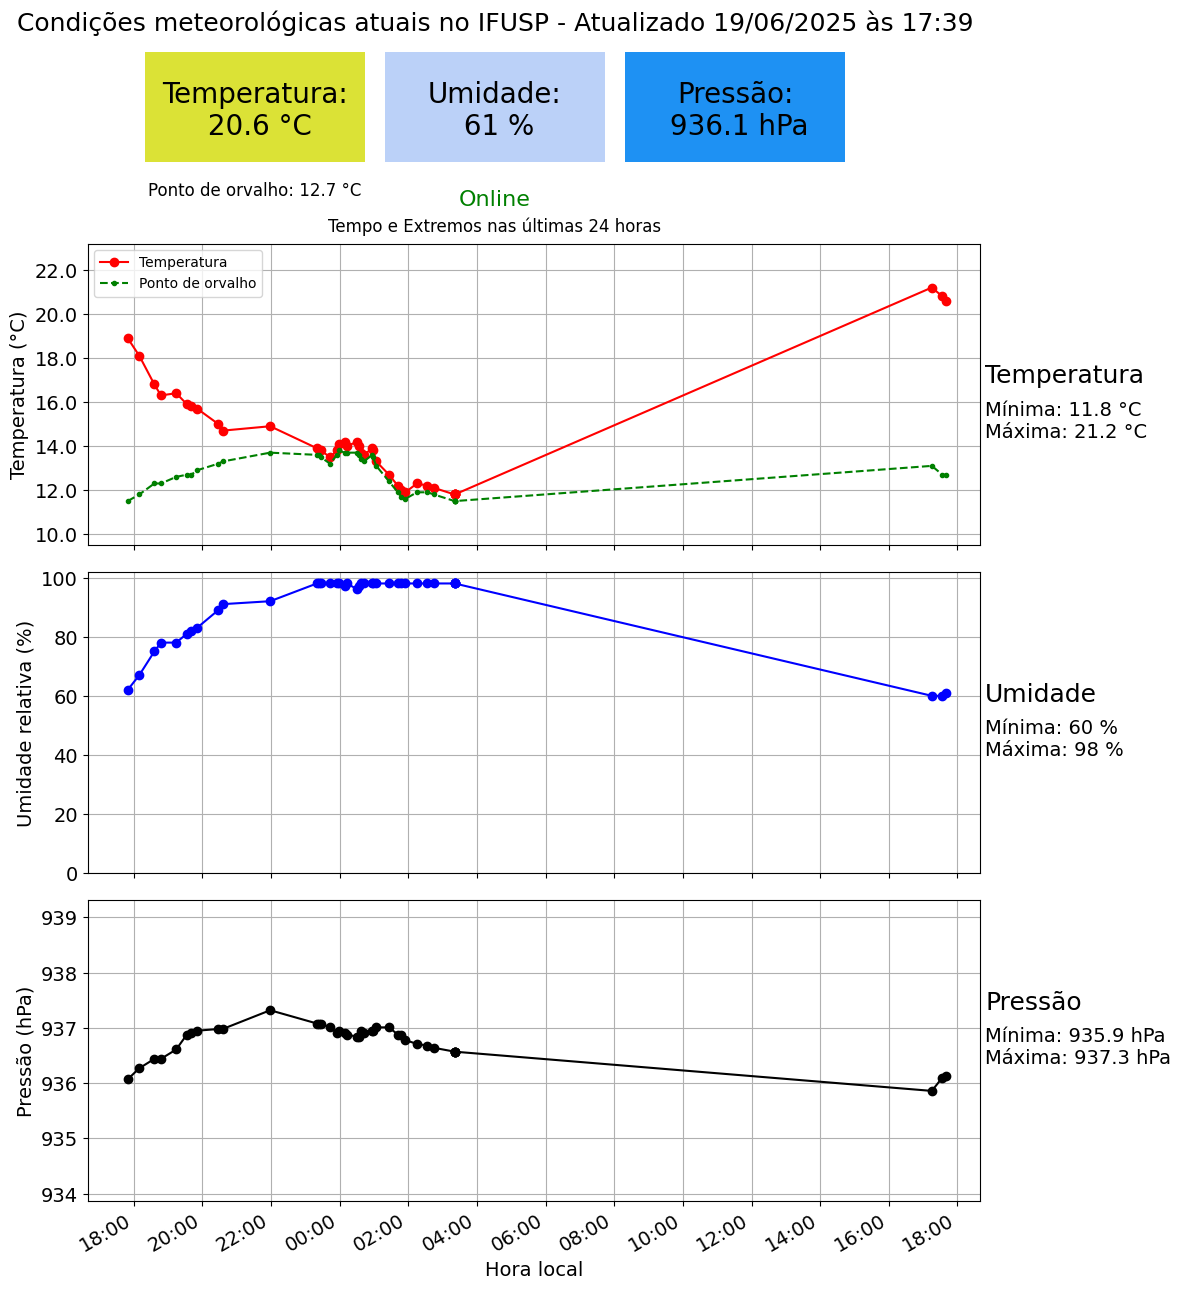 Condições meteorológicas atuais no IFUSP - Atualizado 19/06/2025 às 17:39
Temperatura:
20.6 °C
Umidade:
61 %
Pressão:
936.1 hPa
Ponto de orvalho: 12.7 °C
Online
Tempo e Extremos nas últimas 24 horas
Temperatura
Ponto de orvalho
Temperatura (°C)
22.0
20.0
18.0
16.0
14.0
12.0
10.0
Temperatura
Mínima: 11.8 °C
Máxima: 21.2 °C
Umidade relativa (%)
100
80
60
40
20
0
Umidade
Mínima: 60 %
Máxima: 98 %
Pressão (hPa)
939
938
937
936
935
934
Pressão
Mínima: 935.9 hPa
Máxima: 937.3 hPa
18:00
20:00
22:00
00:00
02:00
04:00
06:00
08:00
10:00
12:00
14:00
16:00
18:00
Hora local